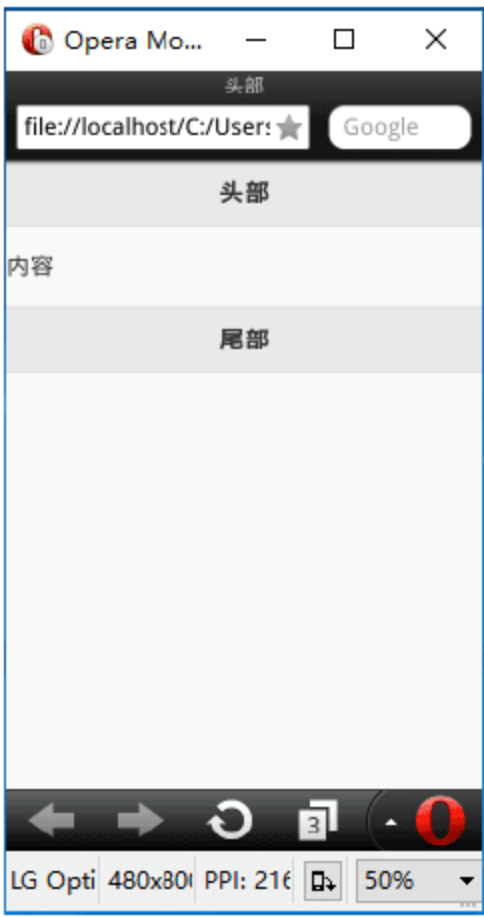 Opera Mo...
头部
file://localhost/C:/Users
Google
头部
内容
尾部
3
LG Opti 480x80 PPI: 216 50%